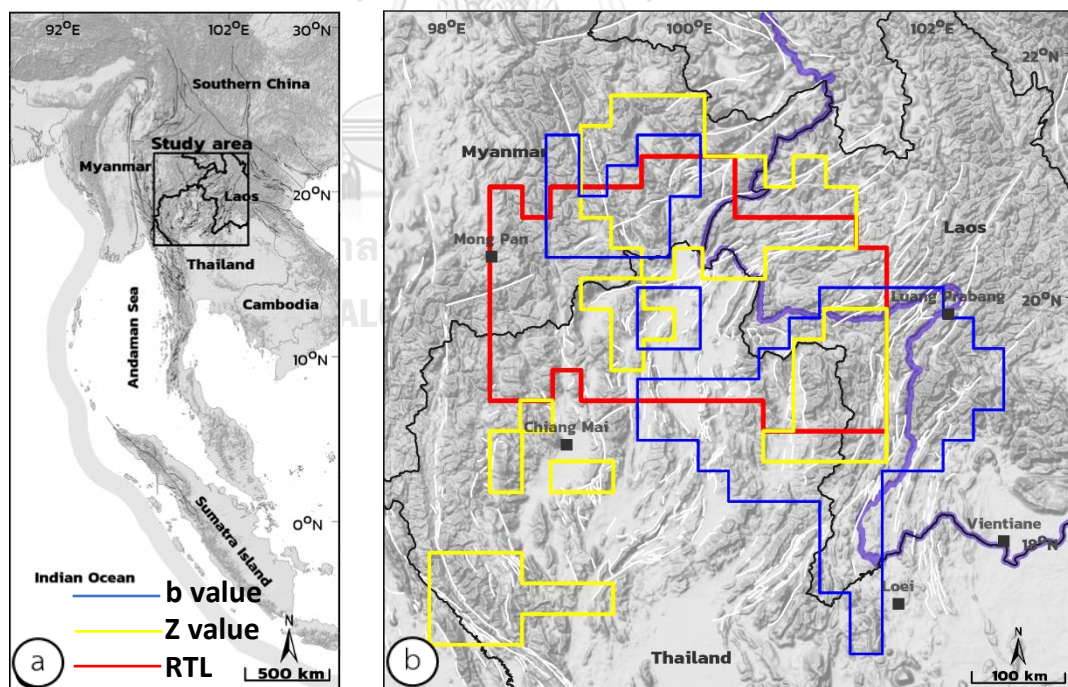 92°E
102°E
30°N
Southern China
Study area
Myanmar
Laos
20°N
Thailand
Cambodia
Andaman Sea
10°N
Sumatra Island
0°N
Indian Ocean
b value
Z value
RTL
N
500 km
a
98°E
100°E
102°E
22°N
Myanmar
Laos
Mong Pan
Luang Prabang
20°N
Chiang Mai
Vientiane
18°N
Loei
Thailand
N
100 km
b